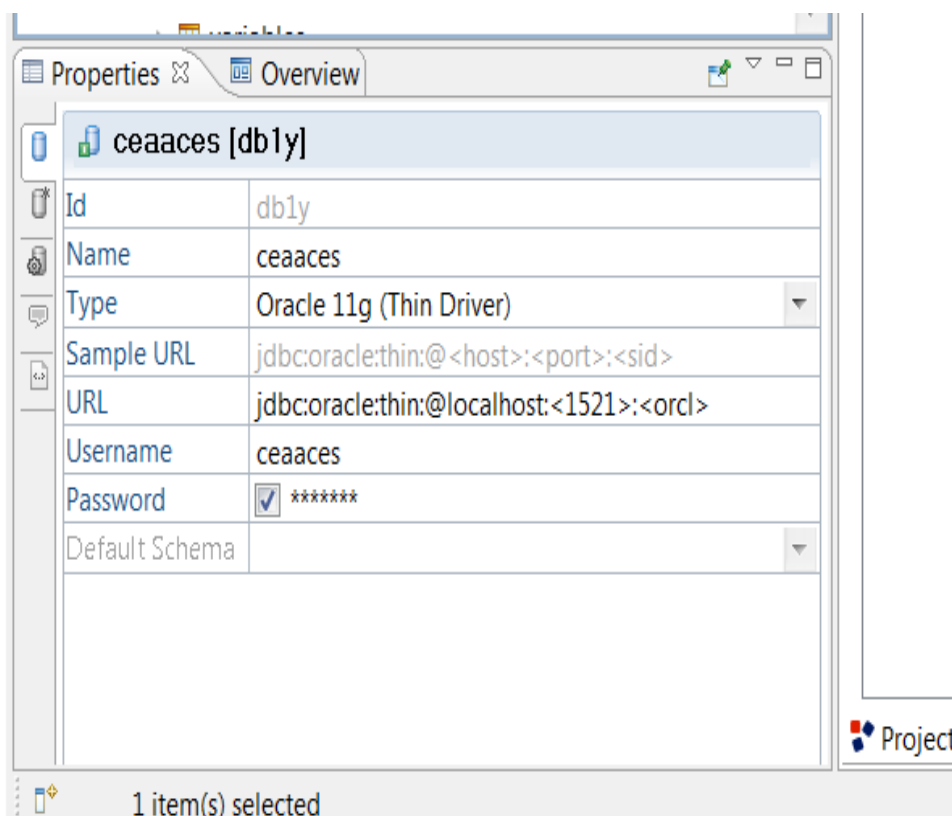 variables
Properties Overview
ceaaces [db1y]
Id db1y
Name ceaaces
Type Oracle 11g (Thin Driver)
Sample URL jdbc:oracle:thin:@<host>:<port>:<sid>
URL jdbc:oracle:thin:@localhost:<1521>:<orcl>
Username ceaaces
Password *******
Default Schema
Project
1 item(s) selected